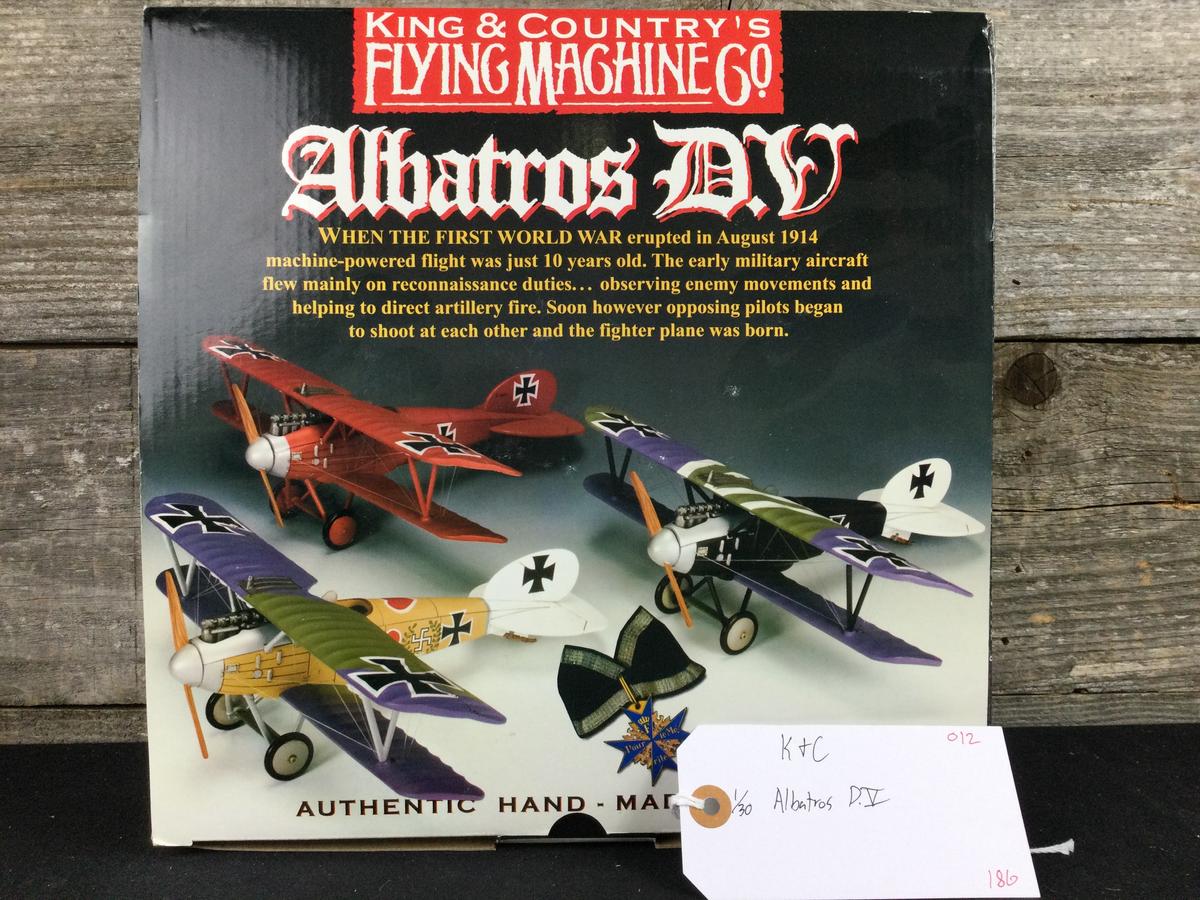 KING & COUNTRY'S
FLYING MACHINE Co
Albatros D.V
WHEN THE FIRST WORLD WAR erupted in August 1914
machine-powered flight was just 10 years old. The early military aircraft
flew mainly on reconnaissance duties... observing enemy movements and
helping to direct artillery fire. Soon however opposing pilots began
to shoot at each other and the fighter plane was born.
Pour
AUTHENTIC HAND - MAD
K+C
012
1/30 Albatros D.V
186